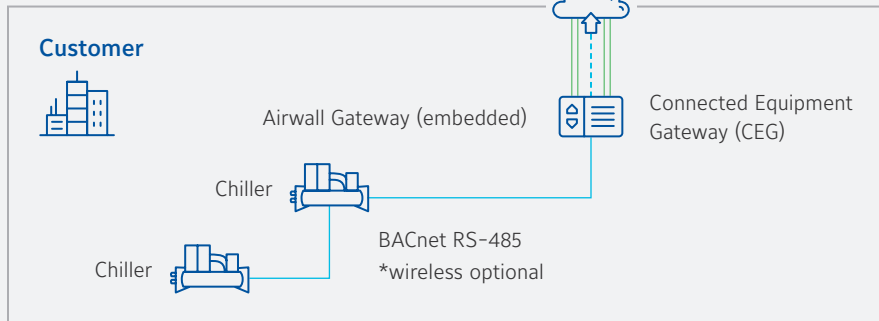 Customer
Airwall Gateway (embedded)
Connected Equipment
Gateway (CEG)
Chiller
BACnet RS-485
*wireless optional
Chiller